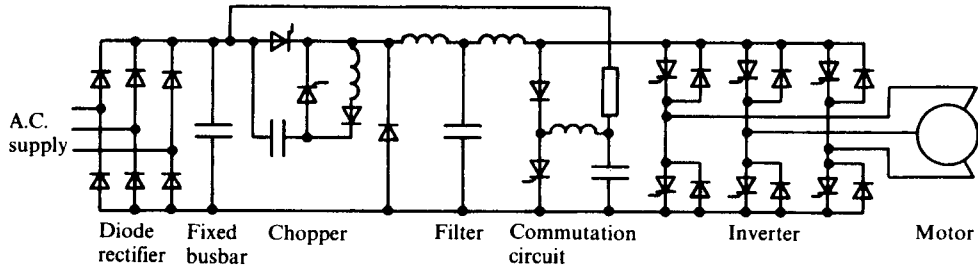 A.C.
supply
Diode
rectifier
Fixed
busbar
Chopper
Filter
Commutation
circuit
Inverter
Motor